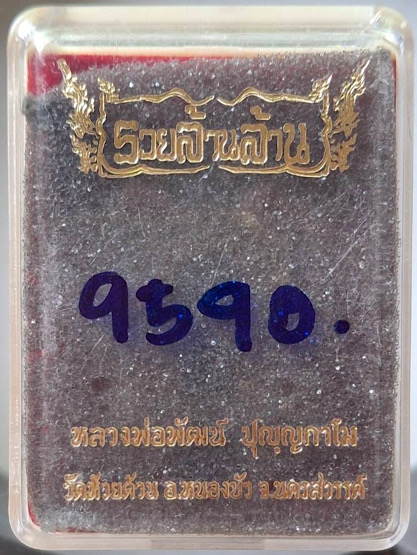 รวยล้านล้าน
9590.
หลวงพ่อพัฒน์ ปุญฺญกาโม
วัดห้วยด้วน อ.หนองบัว จ.นครสวรรค์